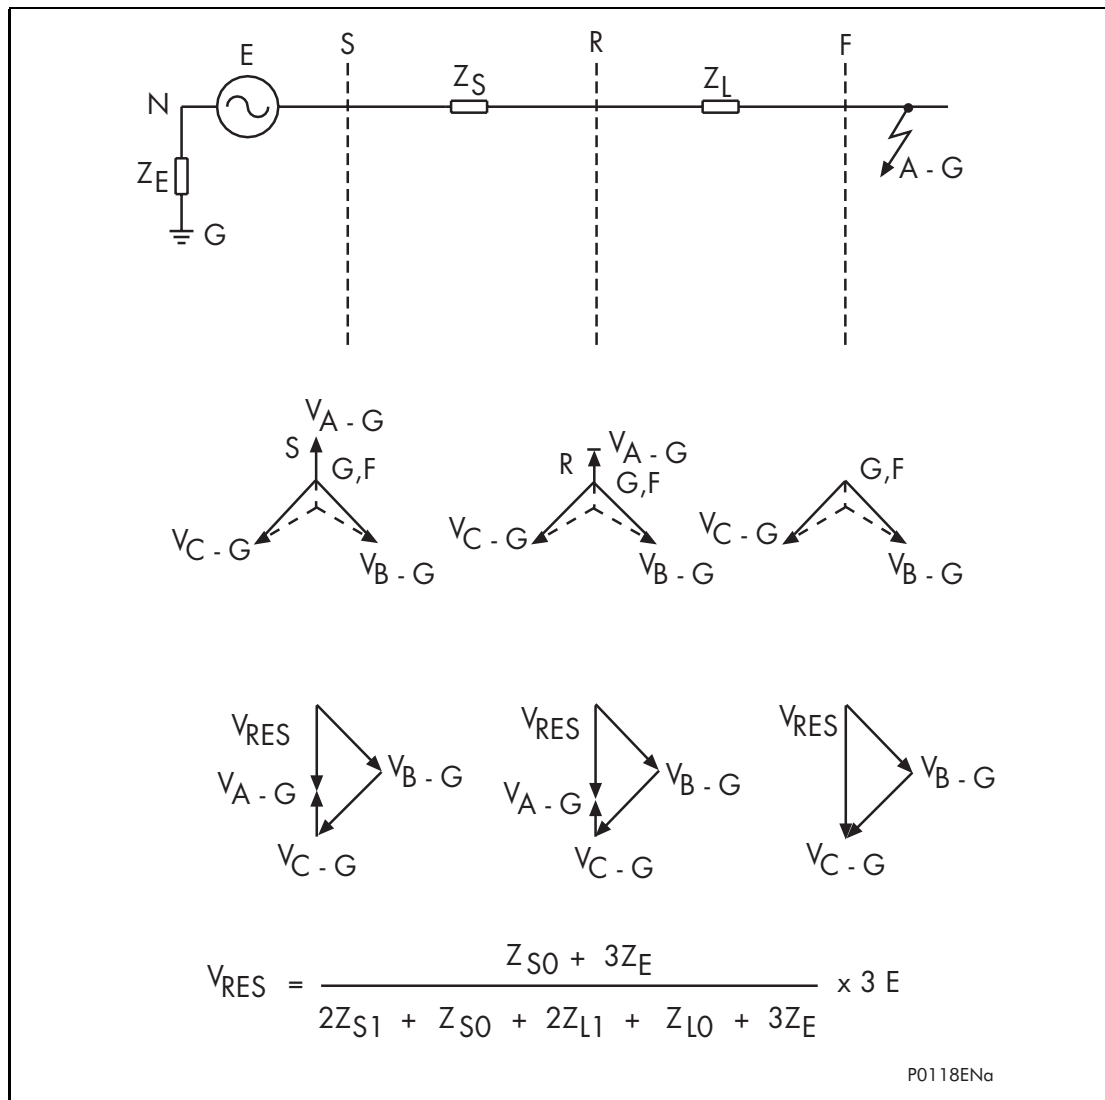 E S R F
N Z_S Z_L
Z_E A - G
G
V_A - G V_A - G
S G,F R G,F G,F
V_C - G V_B - G V_C - G V_B - G V_C - G V_B - G
V_RES V_RES V_RES
V_B - G V_B - G V_B - G
V_A - G V_A - G
V_C - G V_C - G V_C - G
V_RES = (Z_S0 + 3Z_E) / (2Z_S1 + Z_S0 + 2Z_L1 + Z_L0 + 3Z_E) x 3 E
P0118ENa